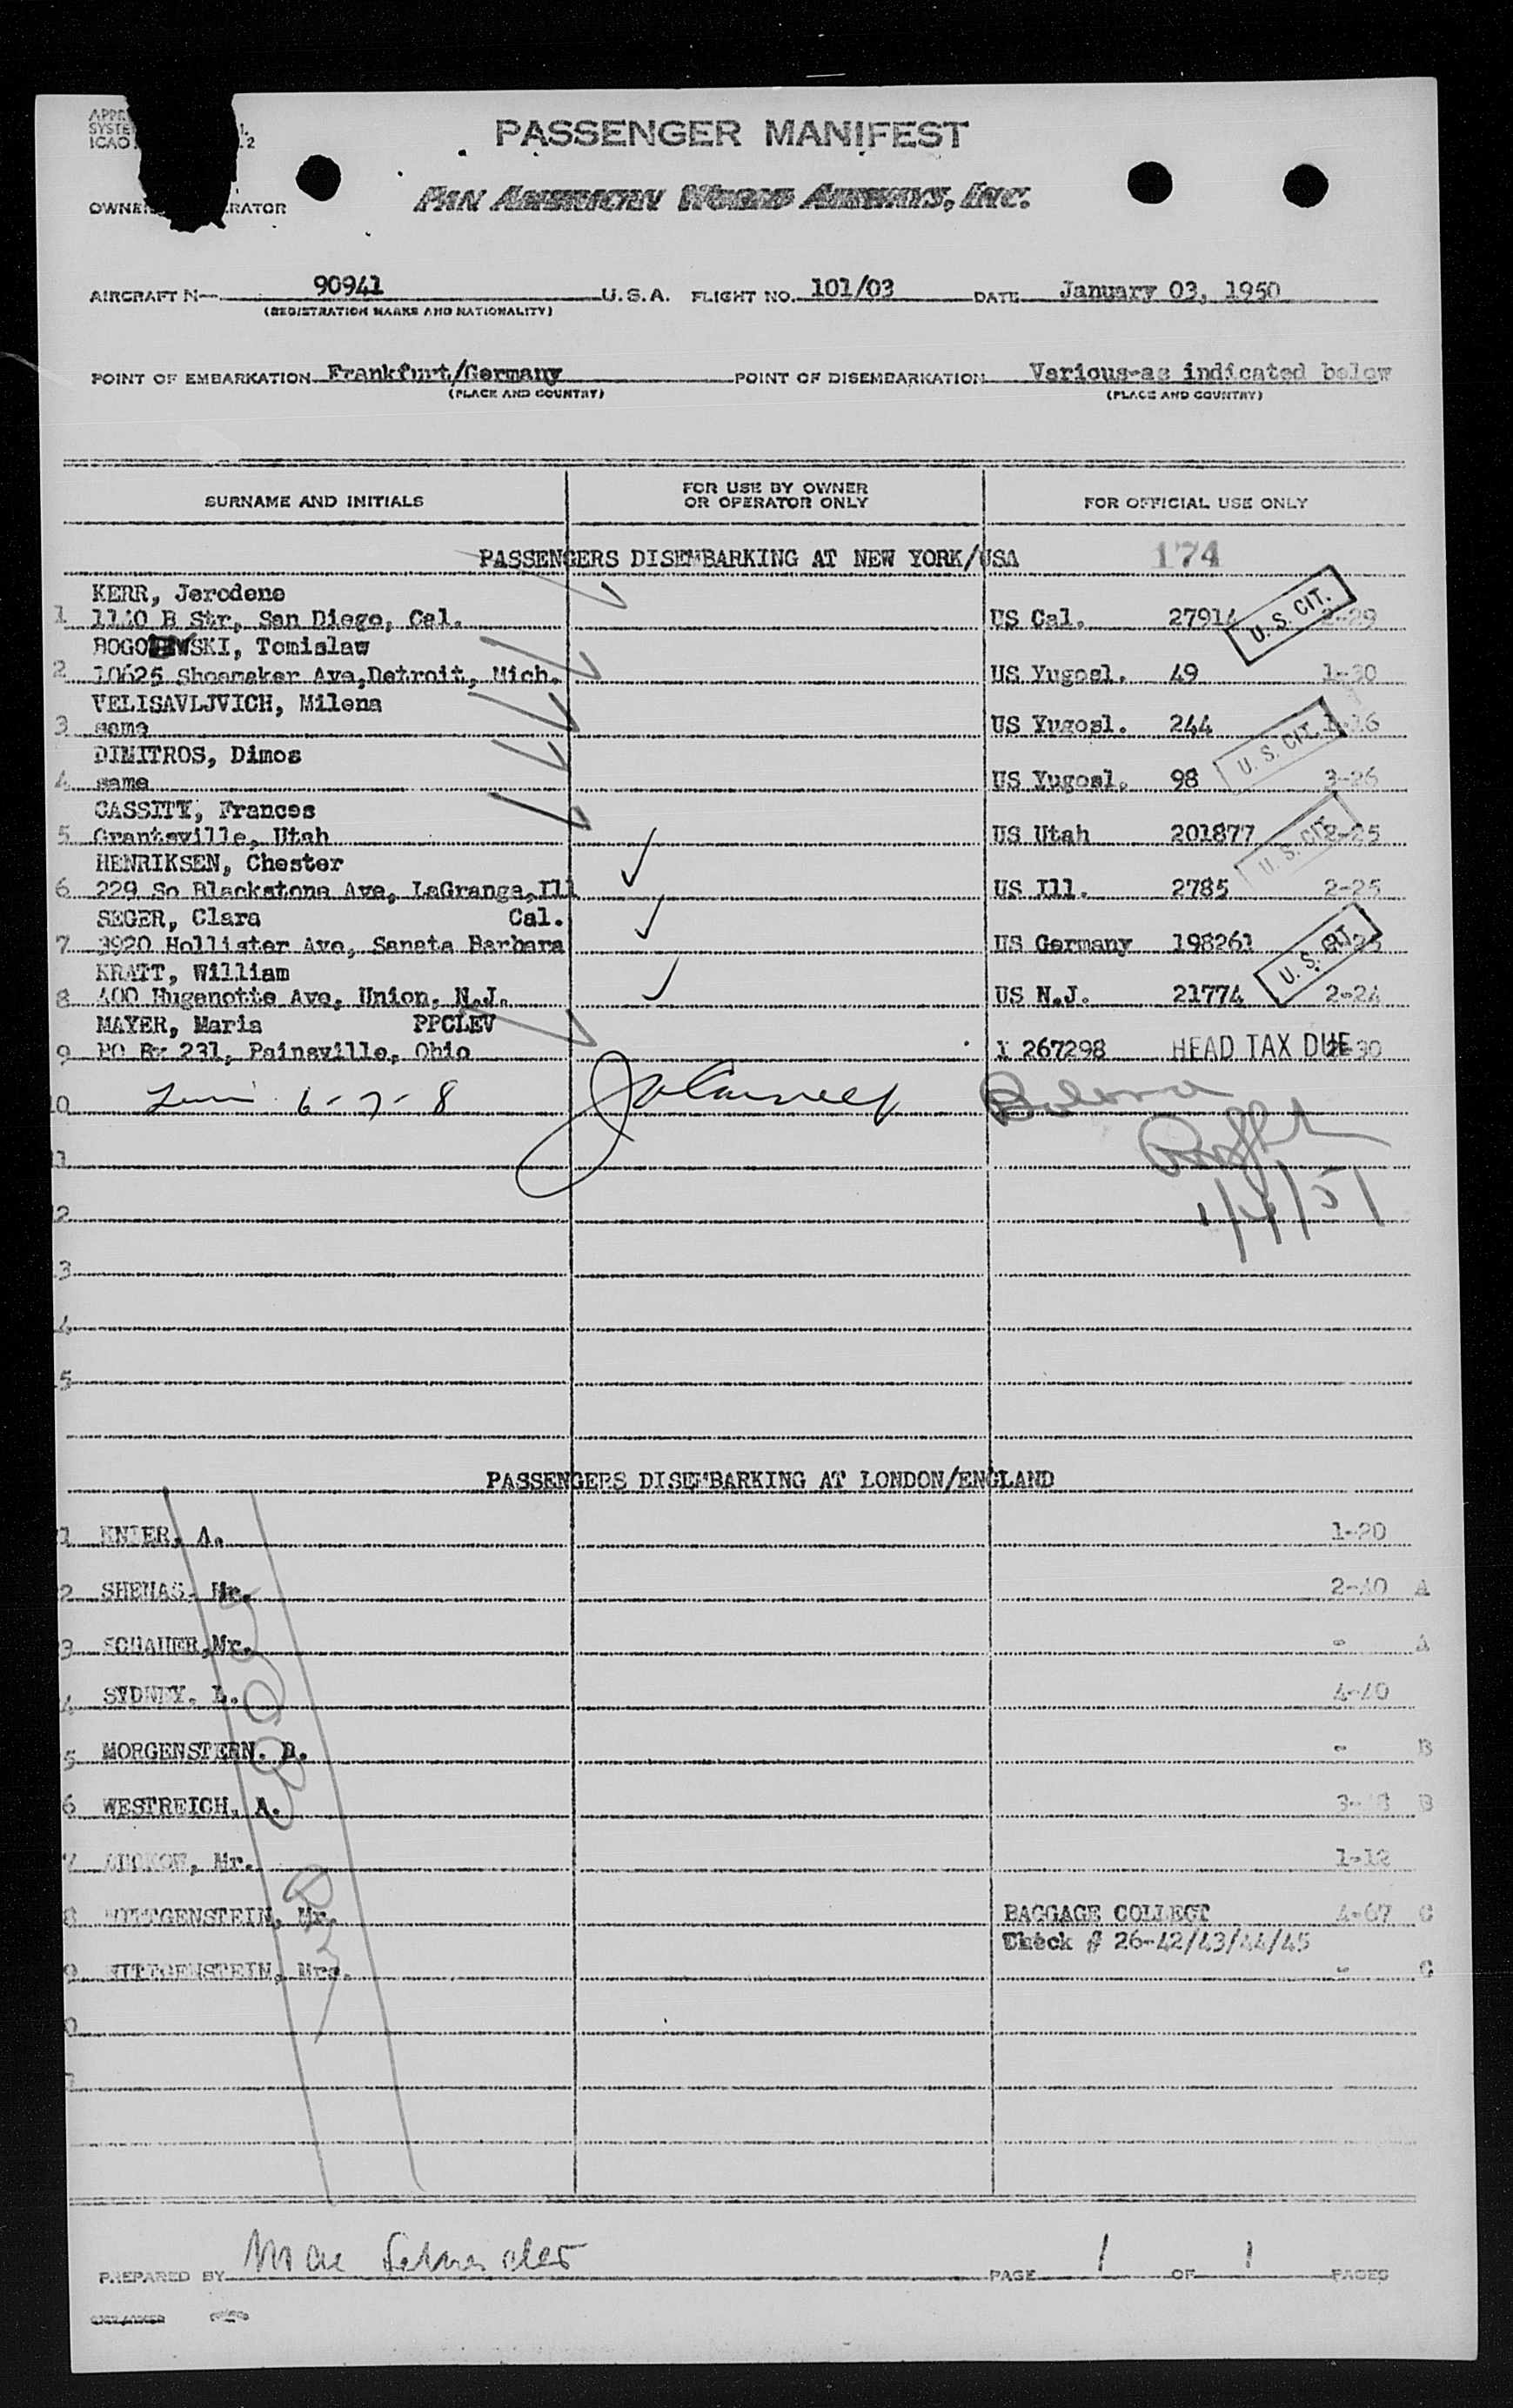 PASSENGER MANIFEST
PAN AMERICAN WORLD AIRWAYS, INC.
AIRCRAFT N— 90941 U.S.A. FLIGHT NO. 101/03 DATE January 03, 1950
(REGISTRATION MARKS AND NATIONALITY)
POINT OF EMBARKATION Frankfurt/Germany POINT OF DISEMBARKATION Various-as indicated below
(PLACE AND COUNTRY) (PLACE AND COUNTRY)
SURNAME AND INITIALS FOR USE BY OWNER OR OPERATOR ONLY FOR OFFICIAL USE ONLY
PASSENGERS DISEMBARKING AT NEW YORK/USA 174
KERR, Jerodene
1 1140 B Str, San Diego, Cal. US Cal. 27914 U. S. CIT.
Tomislaw
2 10625 Shoemaker Ave,Detroit, Mich. US Yugosl. 49 1-30
VELISAVLJVICH, Milena
3 same US Yugosl. 244
DIMITROS, Dimos U. S. CIT.
4 same US Yugosl. 98 3-26
CASSITY, Frances
5 Grantsville, Utah US Utah 201877 2-25 U. S. CIT.
HENRIKSEN, Chester
6 229 So Blackstone Ave, LaGrange,Ill US Ill. 2785 2-25
SEGER, Clara Cal.
7 3920 Hollister Ave, Saneta Barbara US Germany 198261 U. S. CIT.
KRATT, William
8 400 Hugenotte Ave, Union, N.J. US N.J. 21774 2-24
MAYER, Maria PPCLEV
9 PO Bx 231, Painsville, Ohio I 267298 HEAD TAX DUE
6-7-8
1/4/51
PASSENGERS DISEMBARKING AT LONDON/ENGLAND
1 A. 1-20
2 SHENAS, Mr. 2-40 A
3 Mr. - A
4 SYDNEY, L. 4-40
5 MORGENSTERN, D. - B
6 WESTREICH, A. B
7 Mr. 1-12
8 WITTGENSTEIN, Mr. BAGGAGE COLLECT 4-67 C
Check # 26-42/43/44/45
9 WITTGENSTEIN, Mrs. - C
PREPARED BY PAGE 1 OF 1 PAGES